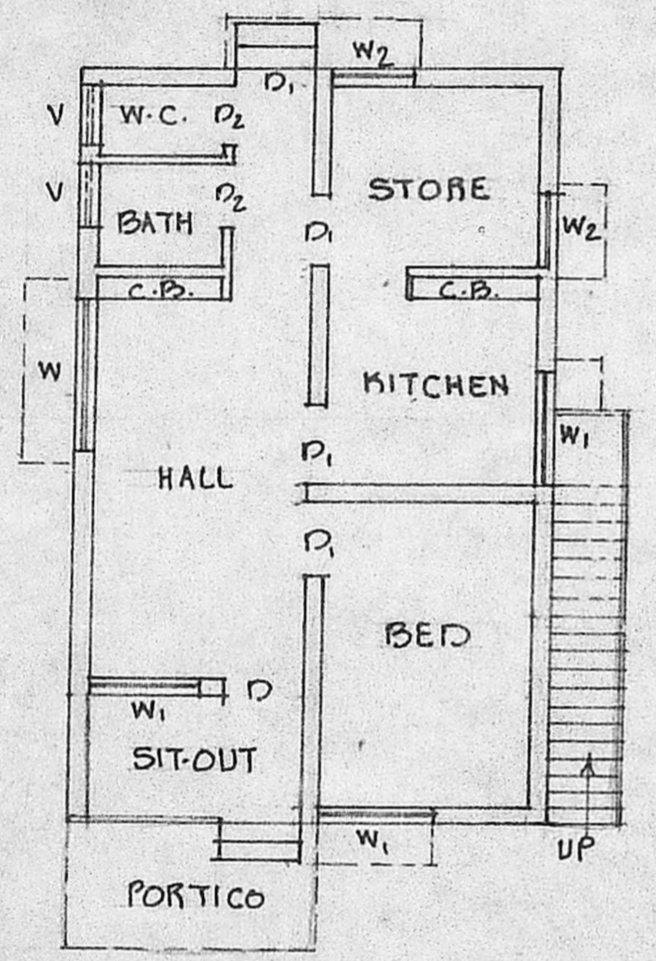 W2
D1
V W.C. D2
V D2 STORE
BATH D1 W2
C.B. C.B.
W KITCHEN
W1
HALL D1
D1
BED
D
W1
SIT-OUT
W1 UP
PORTICO